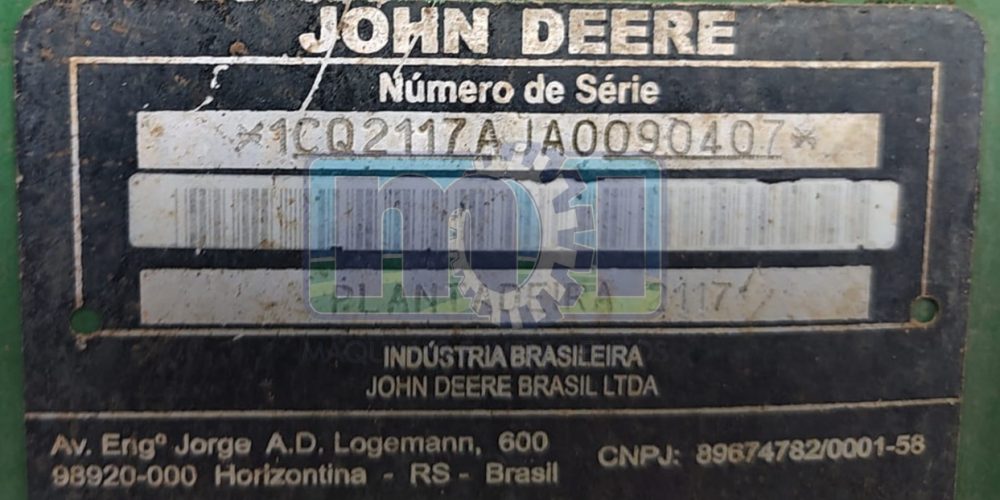 JOHN DEERE
Número de Série
*1CQ2117AJA0090407*
PLANTADEIRA 2117
INDÚSTRIA BRASILEIRA
JOHN DEERE BRASIL LTDA
Av. Engº Jorge A.D. Logemann, 600
98920-000 Horizontina - RS - Brasil
CNPJ: 89674782/0001-58